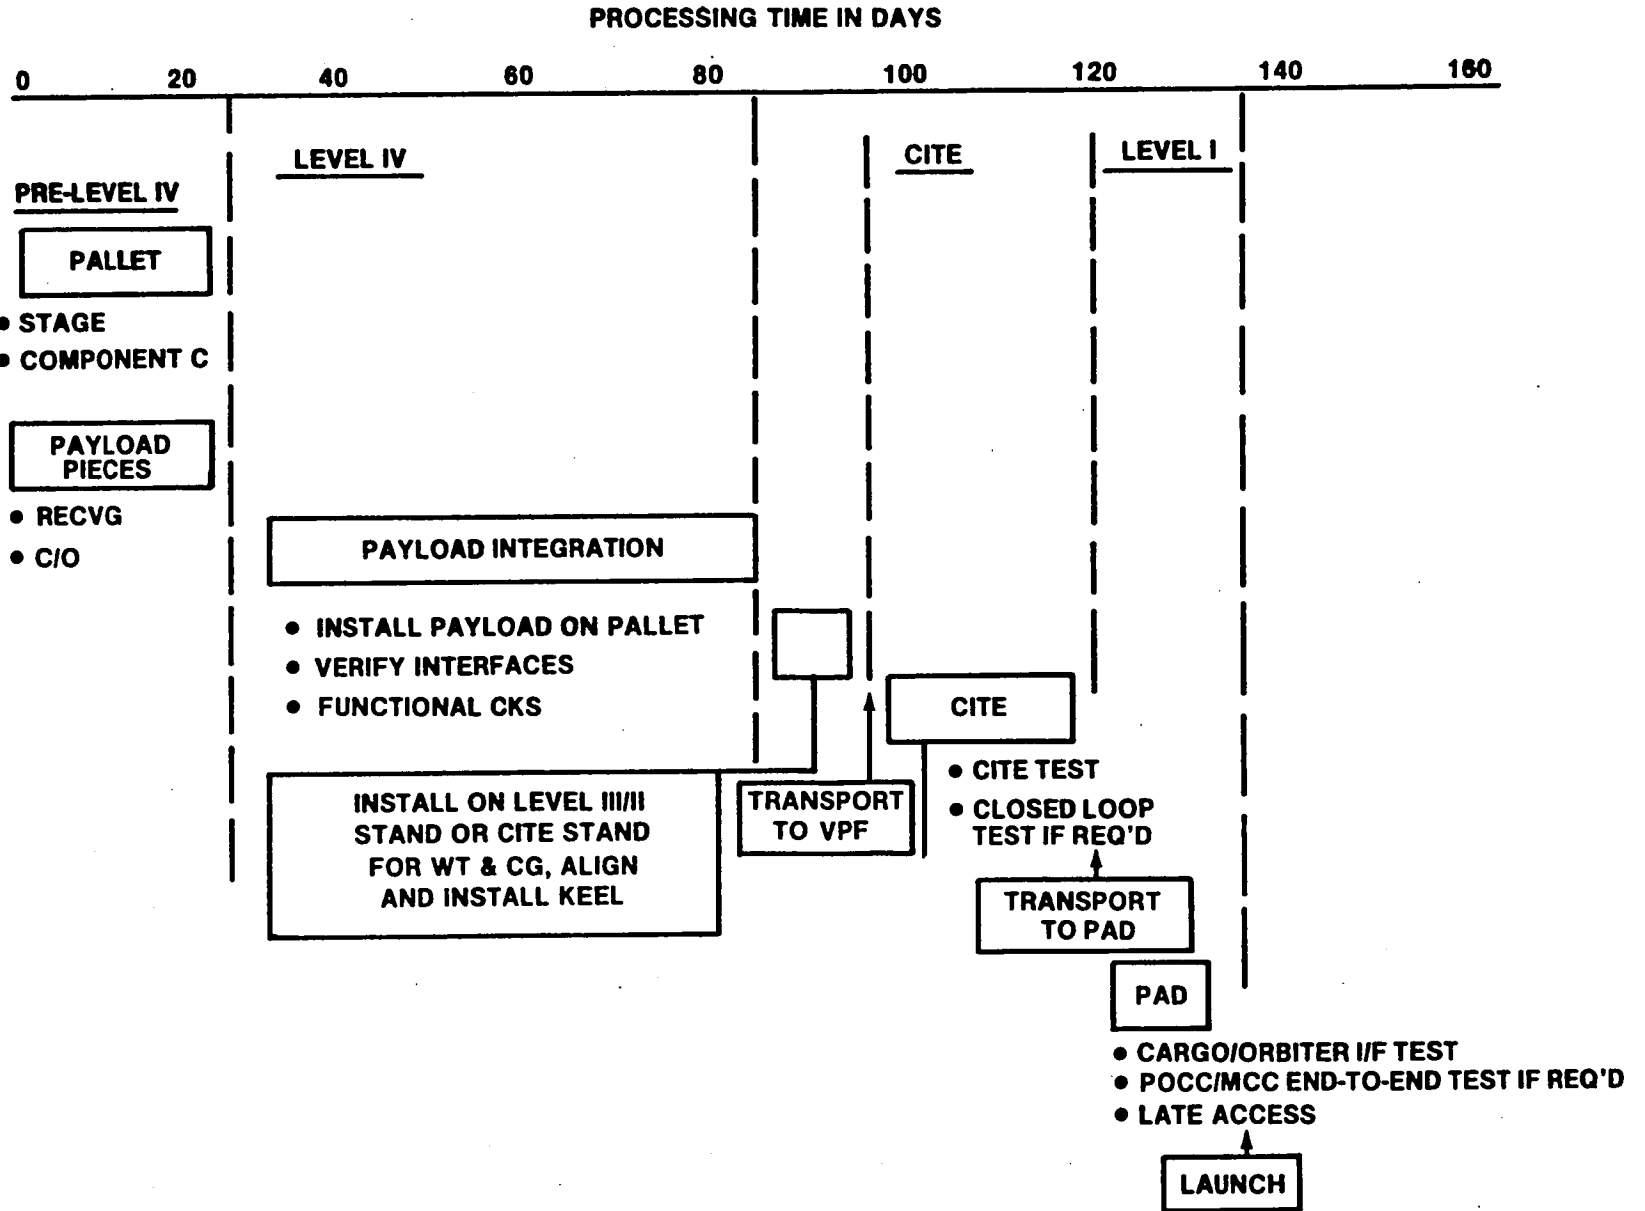 PROCESSING TIME IN DAYS
0 20 40 60 80 100 120 140 160
LEVEL IV
CITE
LEVEL I
PRE-LEVEL IV
PALLET
• STAGE
• COMPONENT C
PAYLOAD
PIECES
• RECVG
• C/O
PAYLOAD INTEGRATION
• INSTALL PAYLOAD ON PALLET
• VERIFY INTERFACES
• FUNCTIONAL CKS
INSTALL ON LEVEL III/II
STAND OR CITE STAND
FOR WT & CG, ALIGN
AND INSTALL KEEL
TRANSPORT
TO VPF
CITE
• CITE TEST
• CLOSED LOOP
TEST IF REQ'D
TRANSPORT
TO PAD
PAD
• CARGO/ORBITER I/F TEST
• POCC/MCC END-TO-END TEST IF REQ'D
• LATE ACCESS
LAUNCH